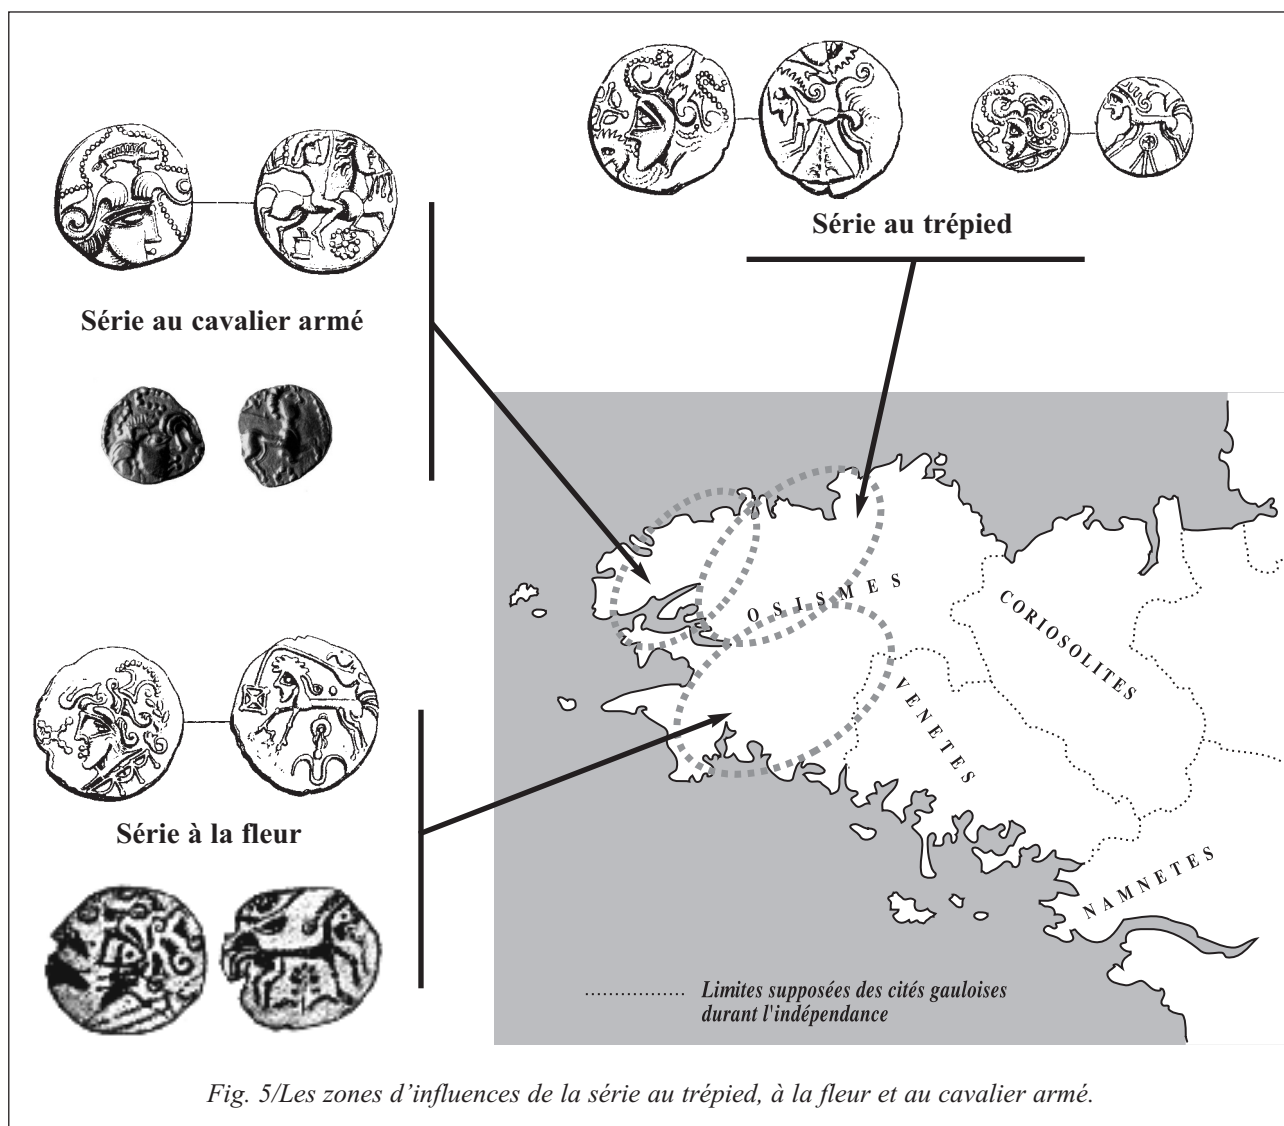 Série au trépied
Série au cavalier armé
Série à la fleur
OSISMES
CORIOSOLITES
VENETES
NAMNETES
Limites supposées des cités gauloises
durant l'indépendance
Fig. 5/Les zones d’influences de la série au trépied, à la fleur et au cavalier armé.